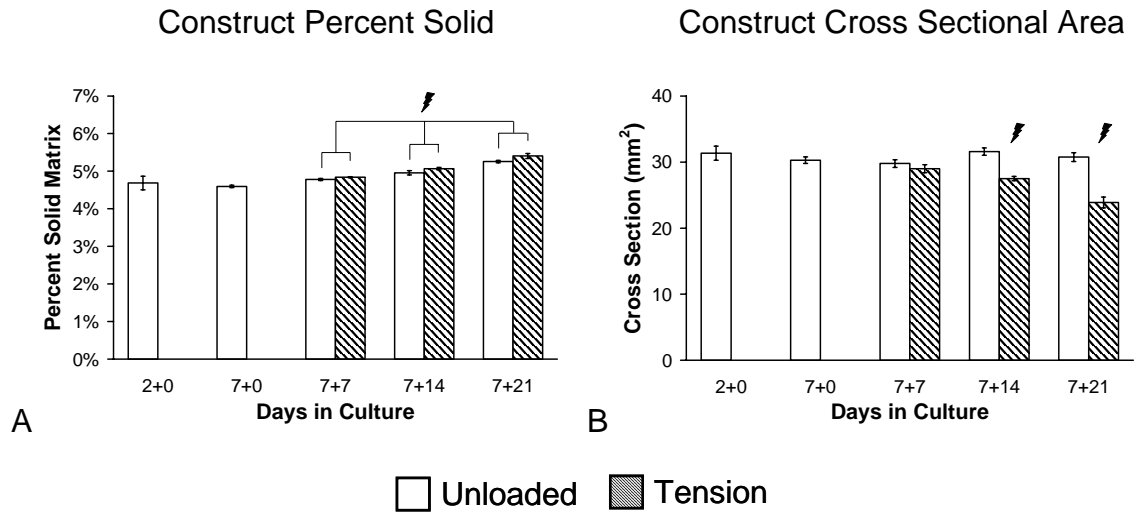 Construct Percent Solid
7%
6%
5%
4%
3%
2%
1%
0%
Percent Solid Matrix
2+0 7+0 7+7 7+14 7+21
Days in Culture
A
Construct Cross Sectional Area
40
30
20
10
0
Cross Section (mm²)
2+0 7+0 7+7 7+14 7+21
Days in Culture
B
Unloaded Tension